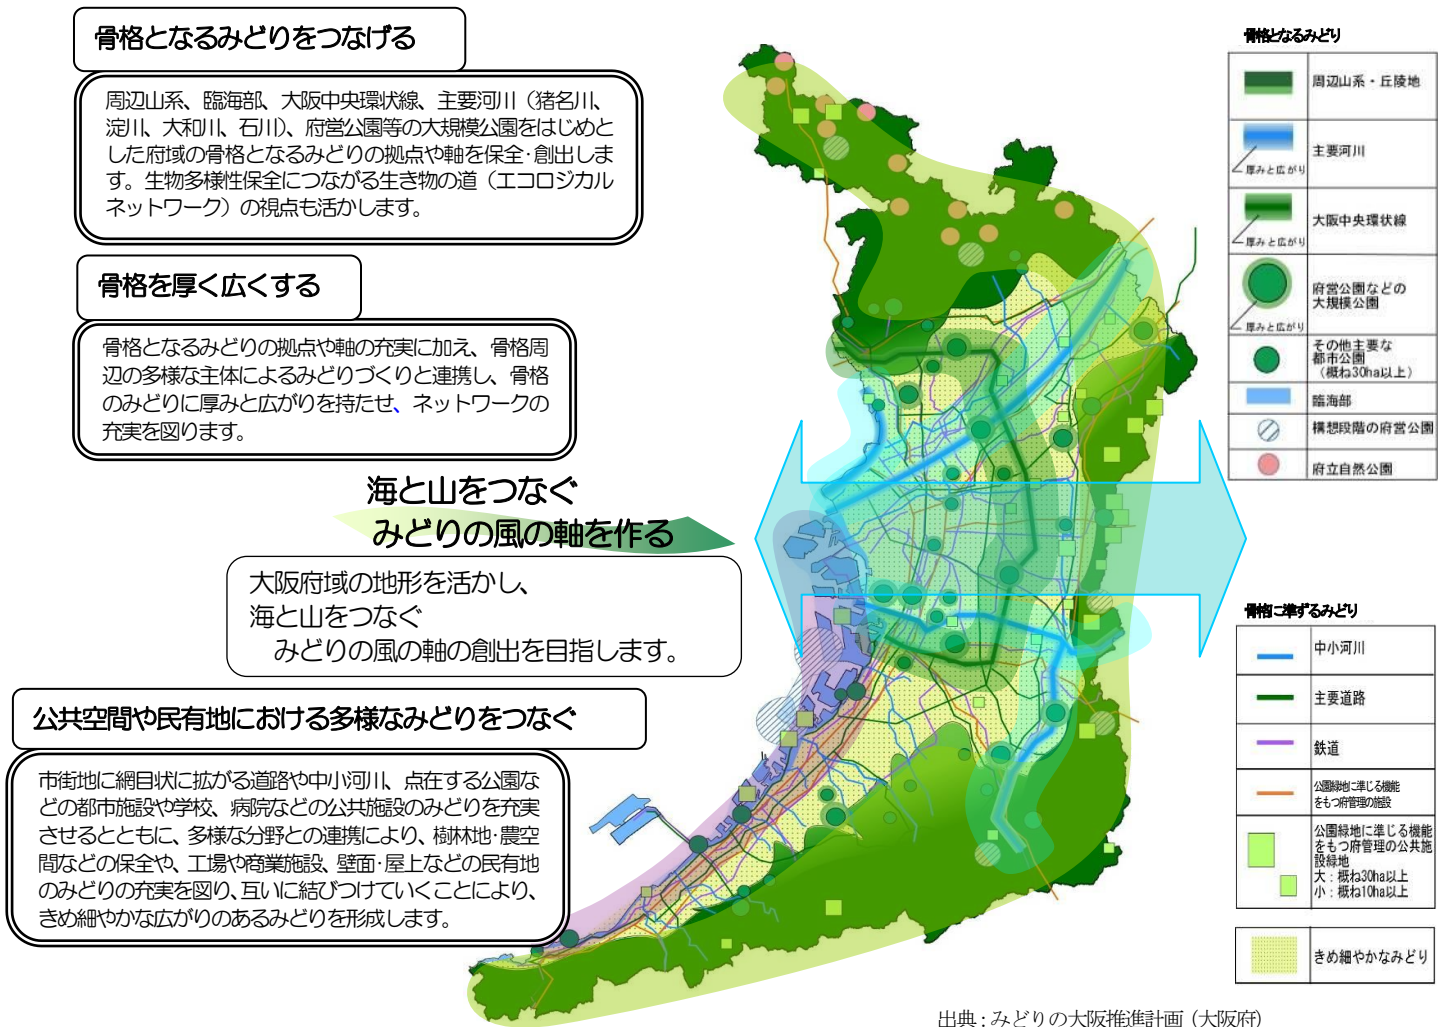 骨格となるみどりをつなげる
周辺山系、臨海部、大阪中央環状線、主要河川（猪名川、
淀川、大和川、石川）、府営公園等の大規模公園をはじめと
した府域の骨格となるみどりの拠点や軸を保全・創出しま
す。生物多様性保全につながる生き物の道（エコロジカル
ネットワーク）の視点も活かします。
骨格を厚く広くする
骨格となるみどりの拠点や軸の充実に加え、骨格周
辺の多様な主体によるみどりづくりと連携し、骨格
のみどりに厚みと広がりを持たせ、ネットワークの
充実を図ります。
海と山をつなぐ
みどりの風の軸を作る
大阪府域の地形を活かし、
海と山をつなぐ
みどりの風の軸の創出を目指します。
公共空間や民有地における多様なみどりをつなぐ
市街地に網目状に拡がる道路や中小河川、点在する公園な
どの都市施設や学校、病院などの公共施設のみどりを充実
させるとともに、多様な分野との連携により、樹林地・農空
間などの保全や、工場や商業施設、壁面・屋上などの民有地
のみどりの充実を図り、互いに結びつけていくことにより、
きめ細やかな広がりのあるみどりを形成します。
骨格となるみどり
周辺山系・丘陵地
主要河川
厚みと広がり
大阪中央環状線
厚みと広がり
府営公園などの
大規模公園
厚みと広がり
その他主要な
都市公園
（概ね30ha以上）
臨海部
構想段階の府営公園
府立自然公園
骨格に準ずるみどり
中小河川
主要道路
鉄道
公園緑地に準じる機能
をもつ府管理の施設
公園緑地に準じる機能
をもつ府管理の公共施
設緑地
大：概ね30ha以上
小：概ね10ha以上
きめ細やかなみどり
出典：みどりの大阪推進計画（大阪府）